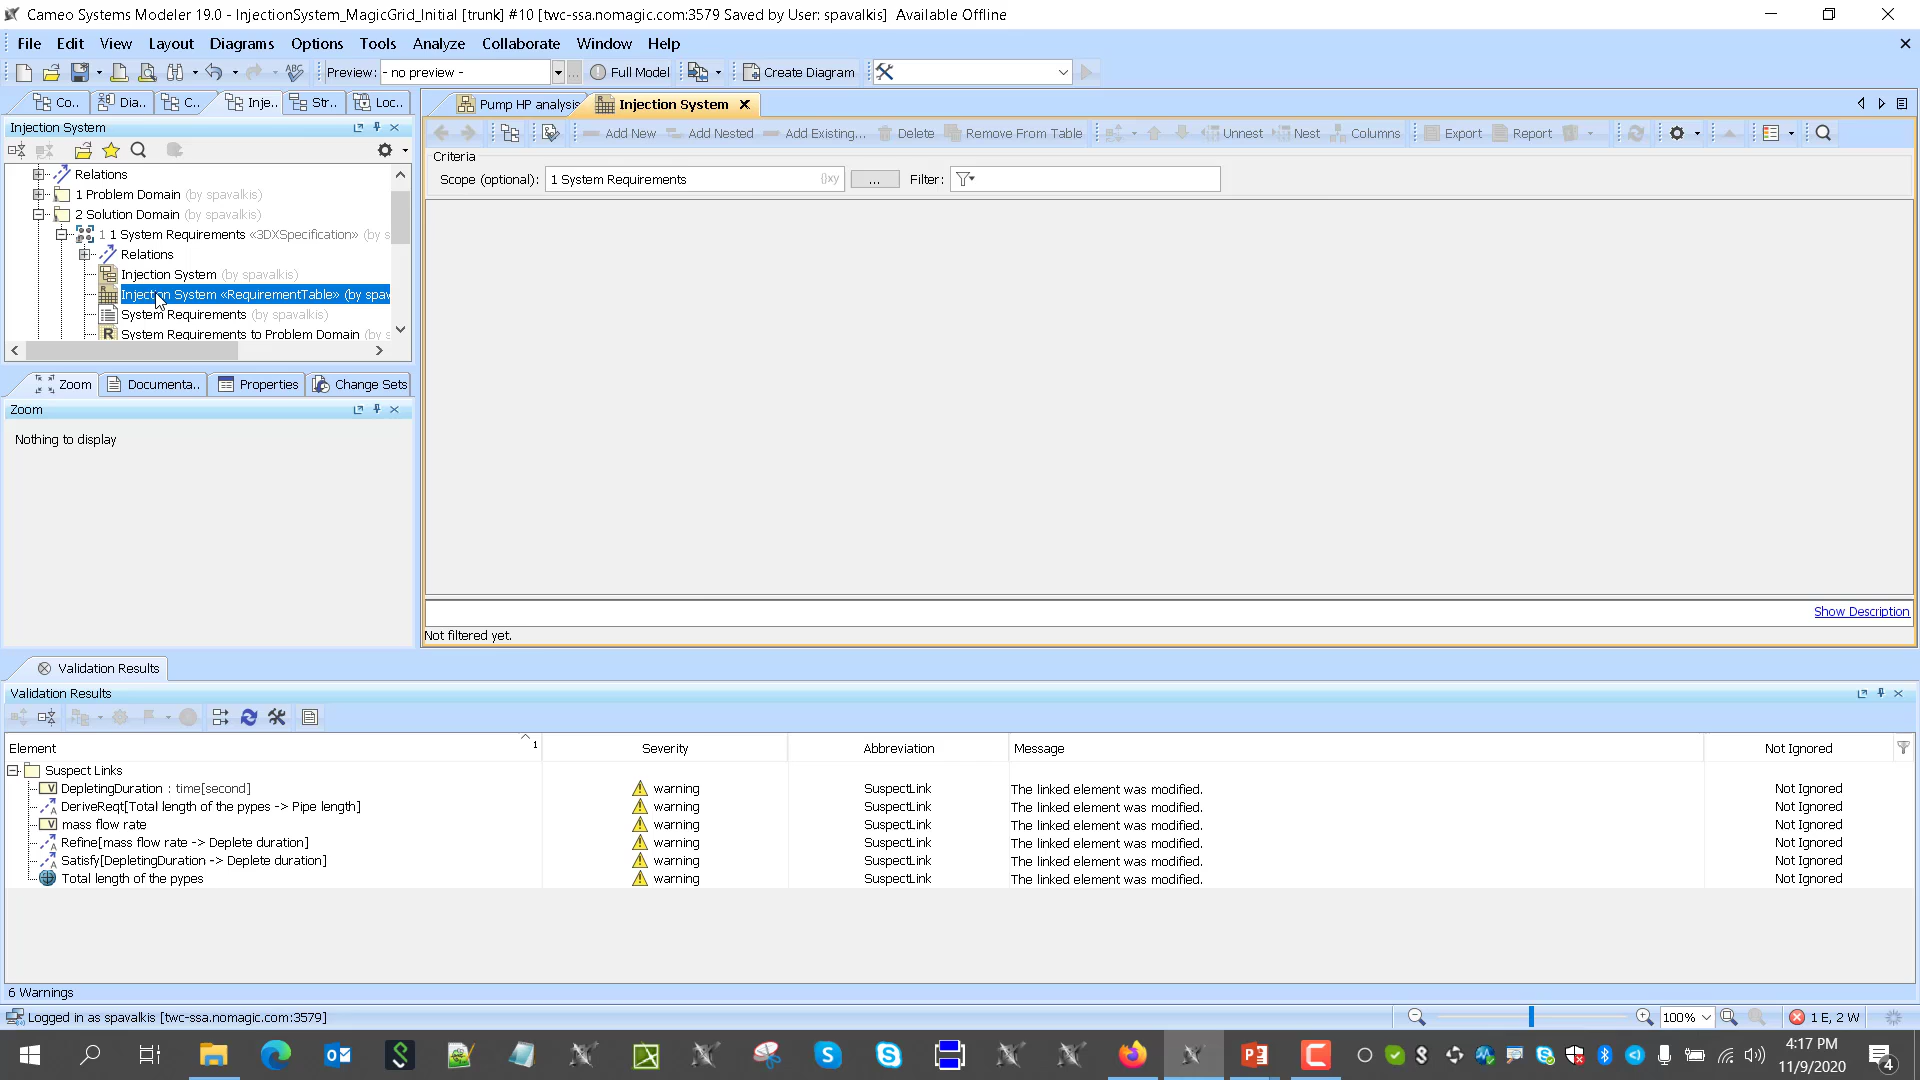 Cameo Systems Modeler 19.0 - InjectionSystem_MagicGrid_Initial [trunk] #10 [twc-ssa.nomagic.com:3579 Saved by User: spavalkis] Available Offline
File Edit View Layout Diagrams Options Tools Analyze Collaborate Window Help
Preview: - no preview - ... Full Model Create Diagram
Co.. Dia.. C.. Inje.. Str.. Loc..
Pump HP analysis Injection System
Injection System
Add New Add Nested Add Existing... Delete Remove From Table Unnest Nest Columns Export Report
Criteria
Scope (optional): 1 System Requirements {}xy ... Filter:
Relations
1 Problem Domain (by spavalkis)
2 Solution Domain (by spavalkis)
1 1 System Requirements «3DXSpecification» (by s
Relations
Injection System (by spavalkis)
Injection System «RequirementTable» (by spav
System Requirements (by spavalkis)
System Requirements to Problem Domain (by s
Zoom Documenta.. Properties Change Sets
Zoom
Nothing to display
Show Description
Not filtered yet.
Validation Results
Validation Results
Element 1 Severity Abbreviation Message Not Ignored
Suspect Links
DepletingDuration : time[second] warning SuspectLink The linked element was modified. Not Ignored
DeriveReqt[Total length of the pypes -> Pipe length] warning SuspectLink The linked element was modified. Not Ignored
mass flow rate warning SuspectLink The linked element was modified. Not Ignored
Refine[mass flow rate -> Deplete duration] warning SuspectLink The linked element was modified. Not Ignored
Satisfy[DepletingDuration -> Deplete duration] warning SuspectLink The linked element was modified. Not Ignored
Total length of the pypes warning SuspectLink The linked element was modified. Not Ignored
6 Warnings
Logged in as spavalkis [twc-ssa.nomagic.com:3579] 100% 1 E, 2 W
4:17 PM
11/9/2020
4